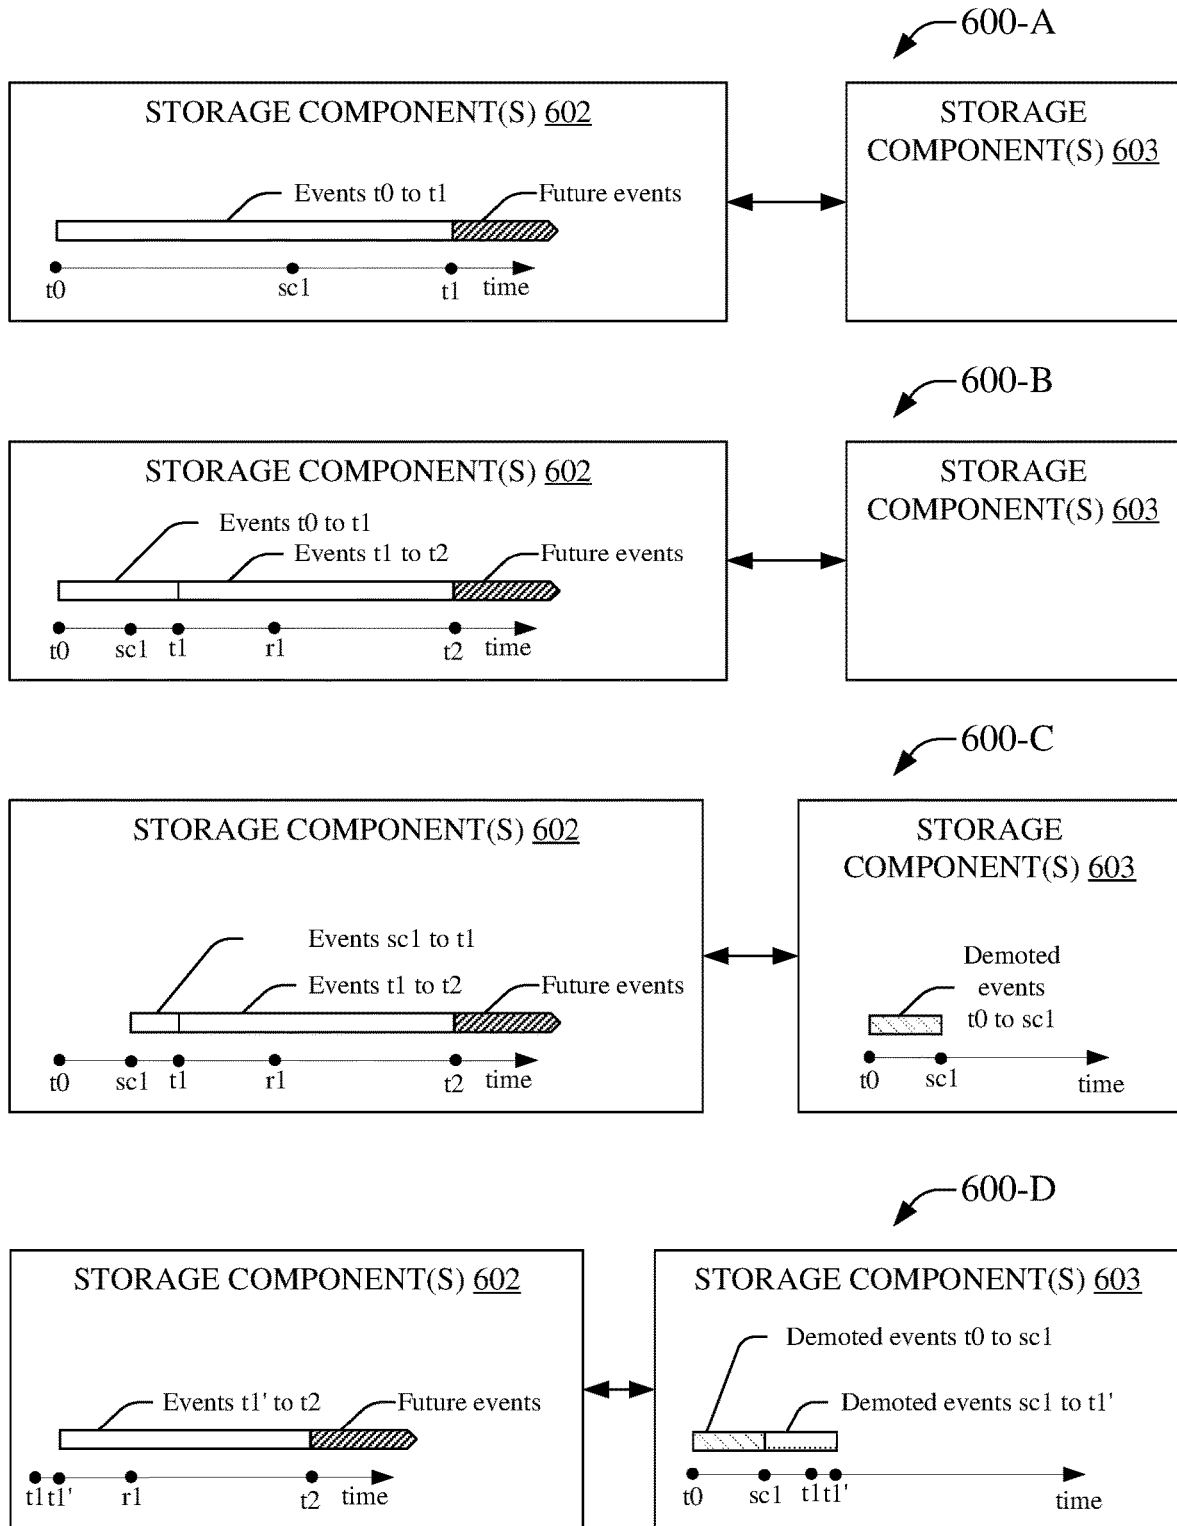 600-A
STORAGE COMPONENT(S) 602
STORAGE
COMPONENT(S) 603
Events t0 to t1
Future events
t0
sc1
t1
time
600-B
STORAGE COMPONENT(S) 602
STORAGE
COMPONENT(S) 603
Events t0 to t1
Events t1 to t2
Future events
t0
sc1
t1
r1
t2
time
600-C
STORAGE COMPONENT(S) 602
STORAGE
COMPONENT(S) 603
Events sc1 to t1
Events t1 to t2
Future events
t0
sc1
t1
r1
t2
time
Demoted
events
t0 to sc1
t0
sc1
time
600-D
STORAGE COMPONENT(S) 602
Events t1' to t2
Future events
t1
t1'
r1
t2
time
STORAGE COMPONENT(S) 603
Demoted events t0 to sc1
Demoted events sc1 to t1'
t0
sc1
t1
t1'
time